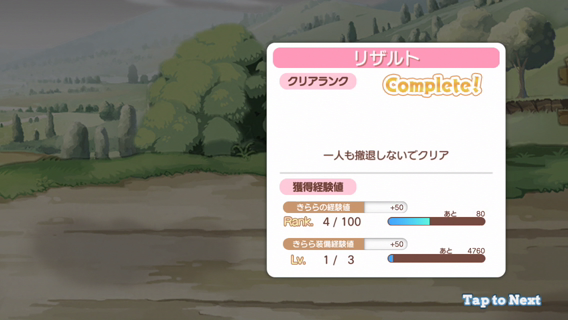 リザルト
クリアランク
Complete!
一人も撤退しないでクリア
獲得経験値
きららの経験値 +50
あと 80
Rank. 4 / 100
きらら装備経験値 +50
あと 4760
Lv. 1 / 3
Tap to Next